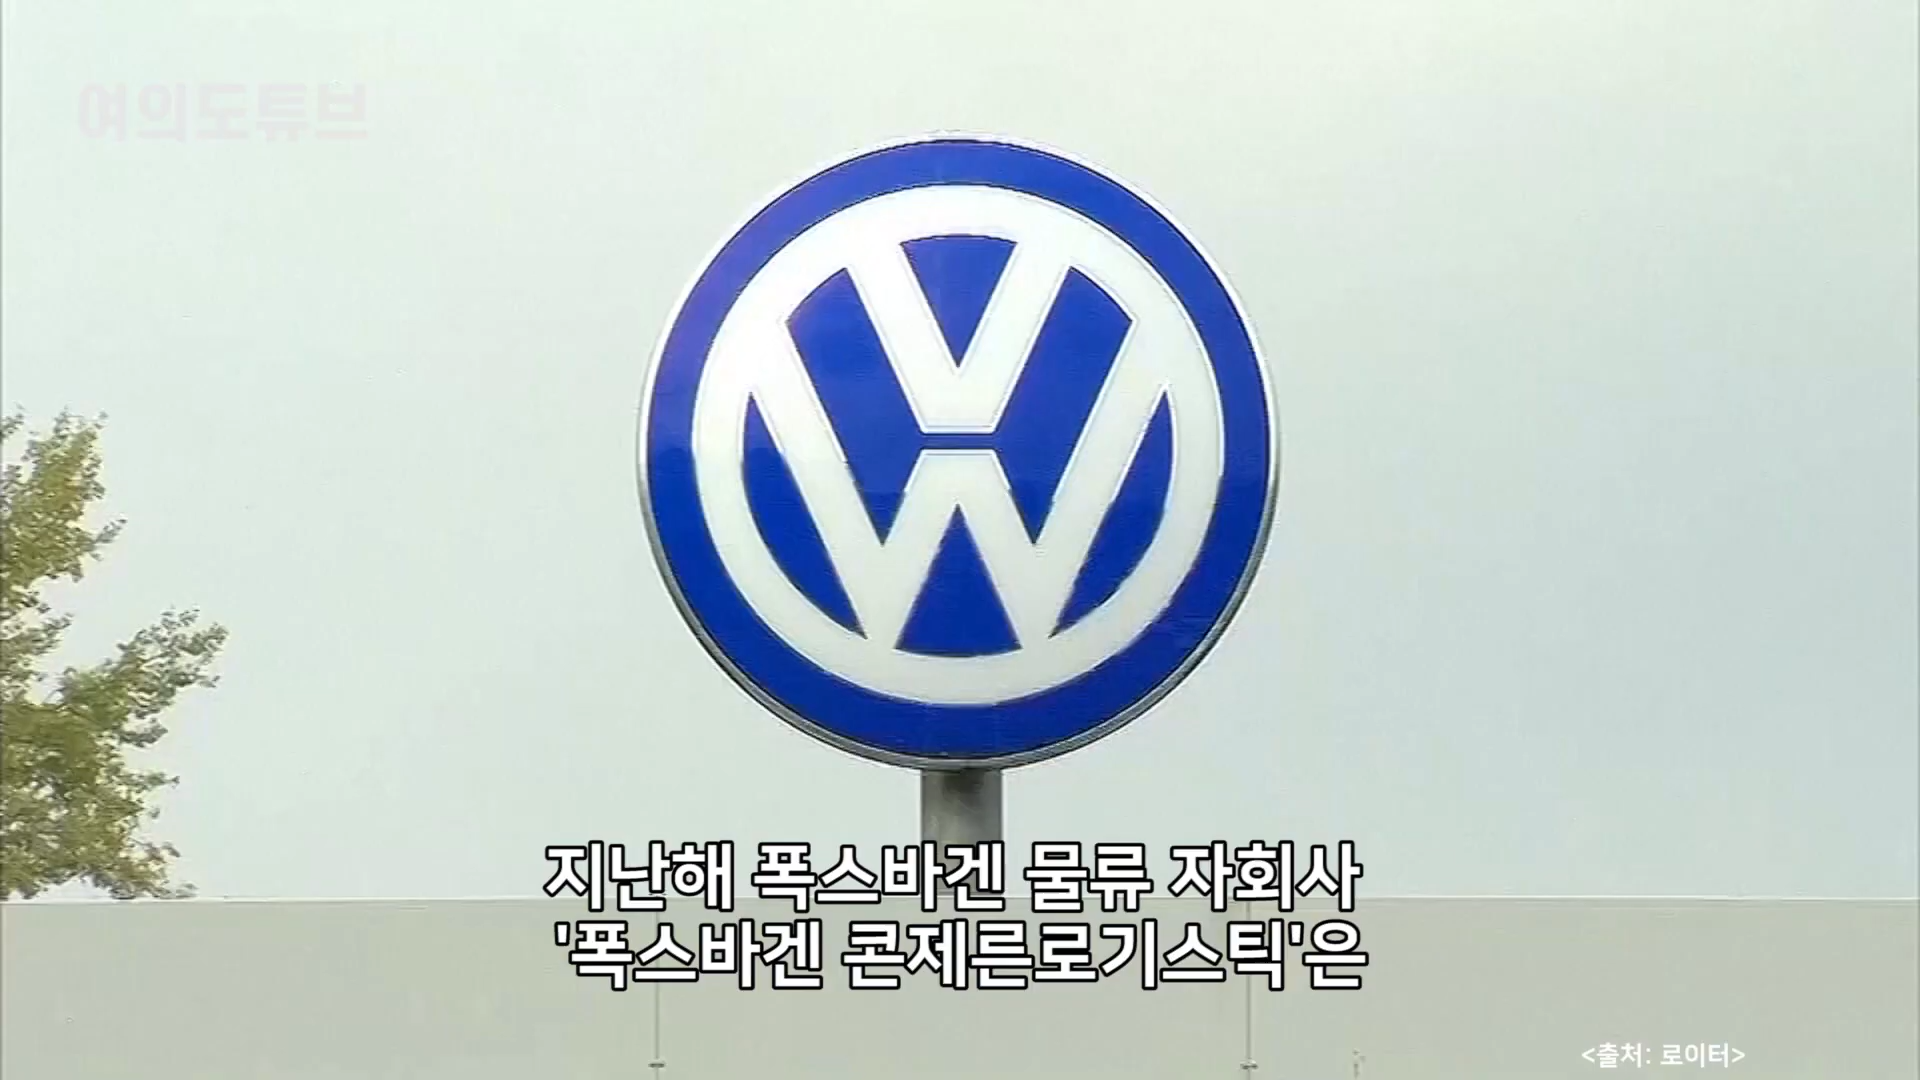 여의도튜브
지난해 폭스바겐 물류 자회사
'폭스바겐 콘제른로기스틱'은
<출처: 로이터>